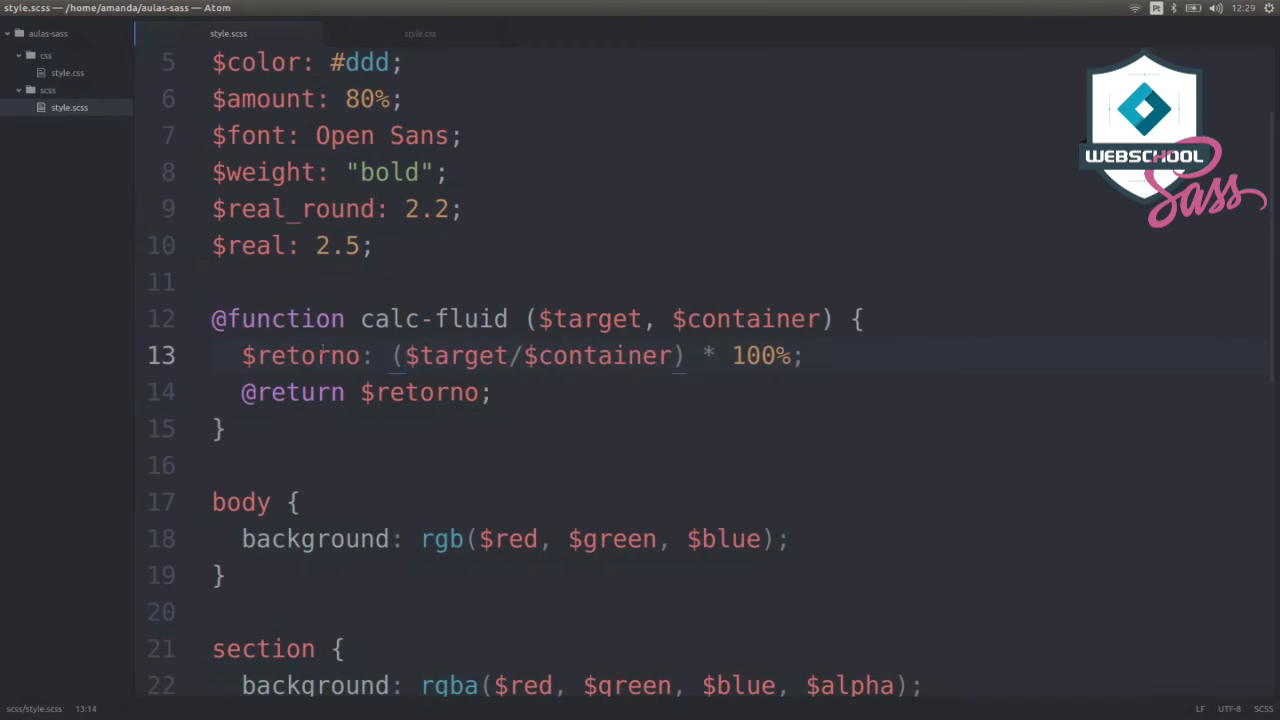 style.scss — /home/amanda/aulas-sass — Atom
Pt
12:29
aulas-sass
css
style.css
scss
style.scss
style.scss
style.css
5 $color: #ddd;
6 $amount: 80%;
7 $font: Open Sans;
8 $weight: "bold";
9 $real_round: 2.2;
10 $real: 2.5;
11
12 @function calc-fluid ($target, $container) {
13 $retorno: ($target/$container) * 100%;
14 @return $retorno;
15 }
16
17 body {
18 background: rgb($red, $green, $blue);
19 }
20
21 section {
22 background: rgba($red, $green, $blue, $alpha);
WEBSCHOOL
Sass
scss/style.scss 13:14
LF UTF-8 SCSS